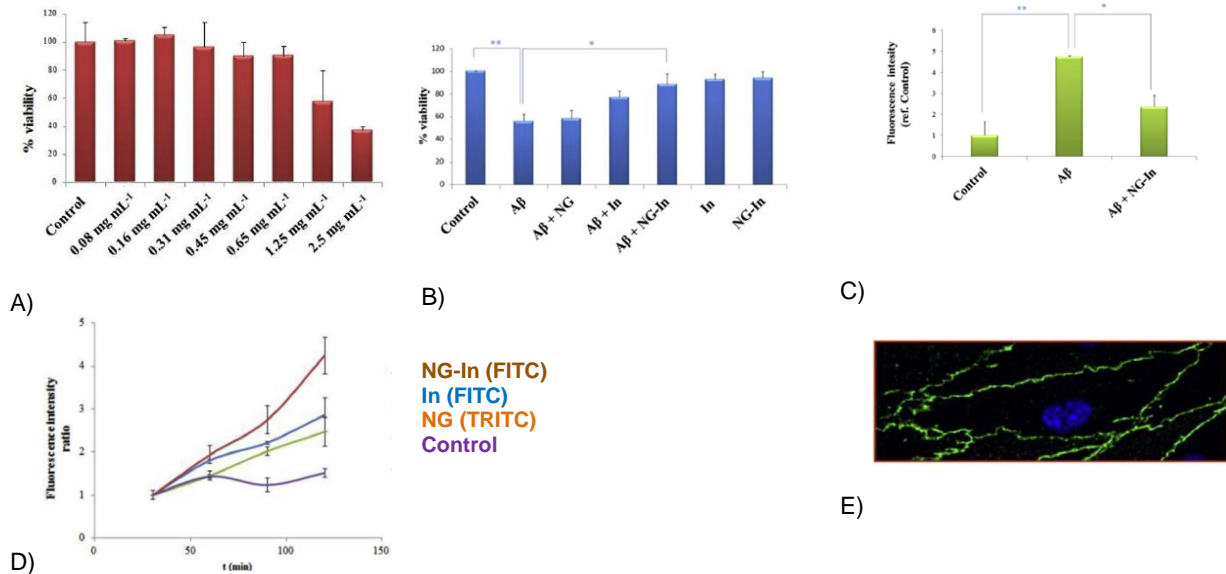 120
100
80
60
40
20
0
% viability
Control
0.08 mg mL-1
0.16 mg mL-1
0.31 mg mL-1
0.45 mg mL-1
0.65 mg mL-1
1.25 mg mL-1
2.5 mg mL-1
A)
**
*
120
100
80
60
40
20
0
% viability
Control
Aβ
Aβ + NG
Aβ + In
Aβ + NG-In
In
NG-In
B)
**
*
6
5
4
3
2
1
0
Fluorescence intesity
(ref. Control)
Control
Aβ
Aβ + NG-In
C)
5
4
3
2
1
0
Fluorescence intensity
ratio
0
50
100
150
t (min)
D)
NG-In (FITC)
In (FITC)
NG (TRITC)
Control
E)